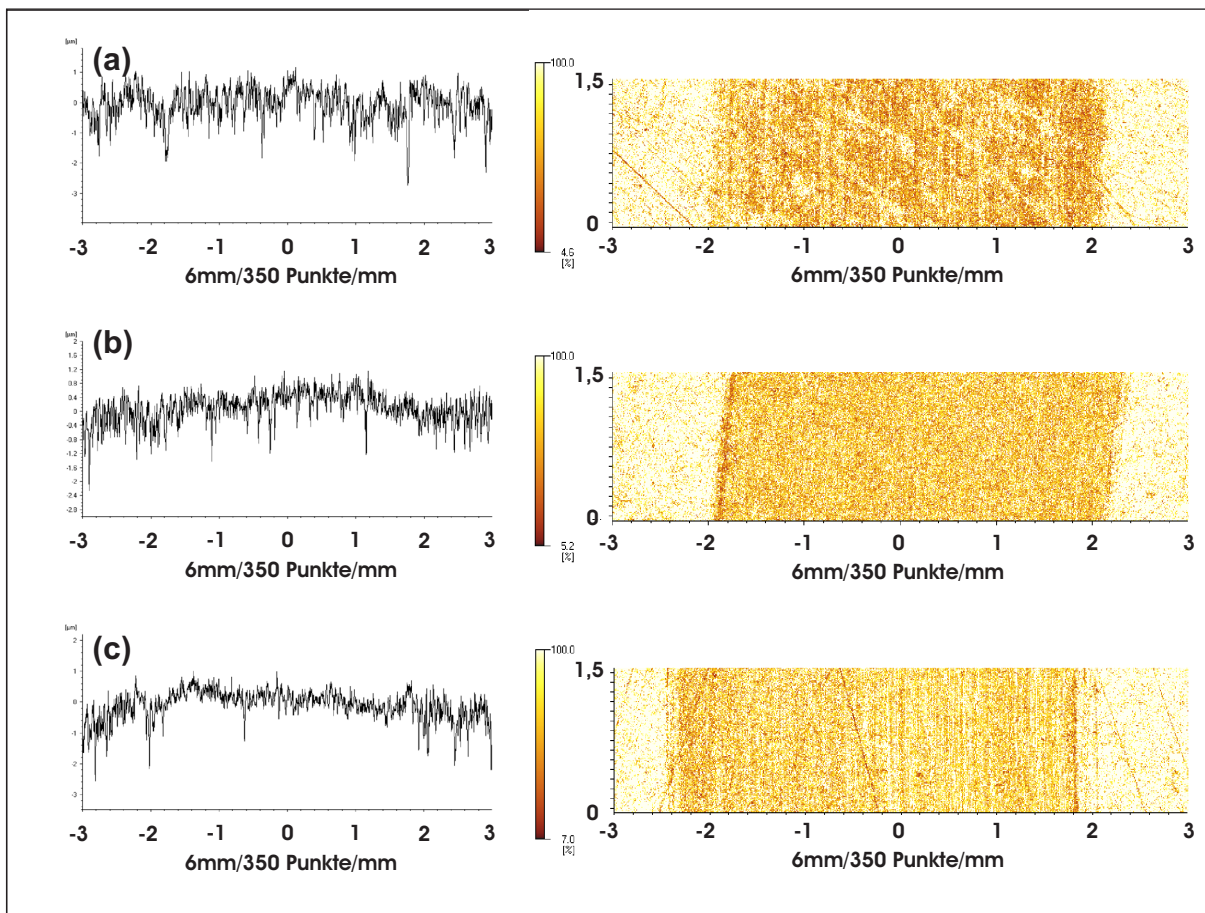 (a)
[µm]
1
0
-1
-2
-3
-3 -2 -1 0 1 2 3
6mm/350 Punkte/mm
100.0
4.6
[%]
1,5
0
-3 -2 -1 0 1 2 3
6mm/350 Punkte/mm
(b)
[µm]
2
1.6
1.2
0.8
0.4
0
-0.4
-0.8
-1.2
-1.6
-2
-2.4
-2.8
-3 -2 -1 0 1 2 3
6mm/350 Punkte/mm
100.0
5.2
[%]
1,5
0
-3 -2 -1 0 1 2 3
6mm/350 Punkte/mm
(c)
[µm]
2
1
0
-1
-2
-3
-3 -2 -1 0 1 2 3
6mm/350 Punkte/mm
100.0
7.0
[%]
1,5
0
-3 -2 -1 0 1 2 3
6mm/350 Punkte/mm